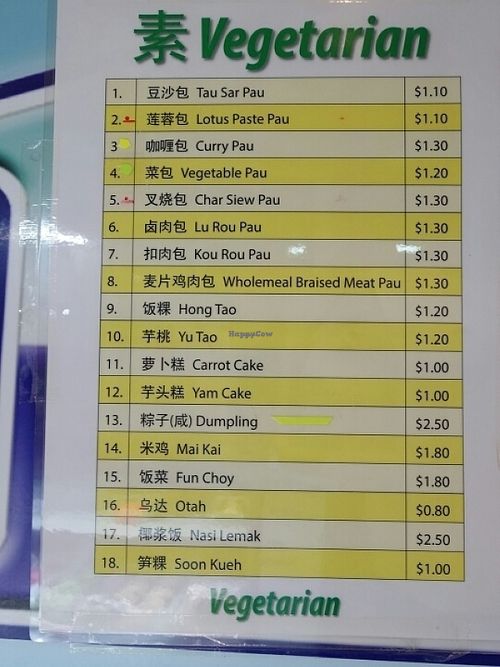 素 Vegetarian
1. 豆沙包 Tau Sar Pau $1.10
2. 莲蓉包 Lotus Paste Pau $1.10
3 咖喱包 Curry Pau $1.30
4. 菜包 Vegetable Pau $1.20
5. 叉烧包 Char Siew Pau $1.30
6. 卤肉包 Lu Rou Pau $1.30
7. 扣肉包 Kou Rou Pau $1.30
8. 麦片鸡肉包 Wholemeal Braised Meat Pau $1.30
9. 饭粿 Hong Tao $1.20
10. 芋桃 Yu Tao $1.20
HappyCow
11. 萝卜糕 Carrot Cake $1.00
12. 芋头糕 Yam Cake $1.00
13. 粽子(咸) Dumpling $2.50
14. 米鸡 Mai Kai $1.80
15. 饭菜 Fun Choy $1.80
16. 乌达 Otah $0.80
17. 椰浆饭 Nasi Lemak $2.50
18. 笋粿 Soon Kueh $1.00
Vegetarian